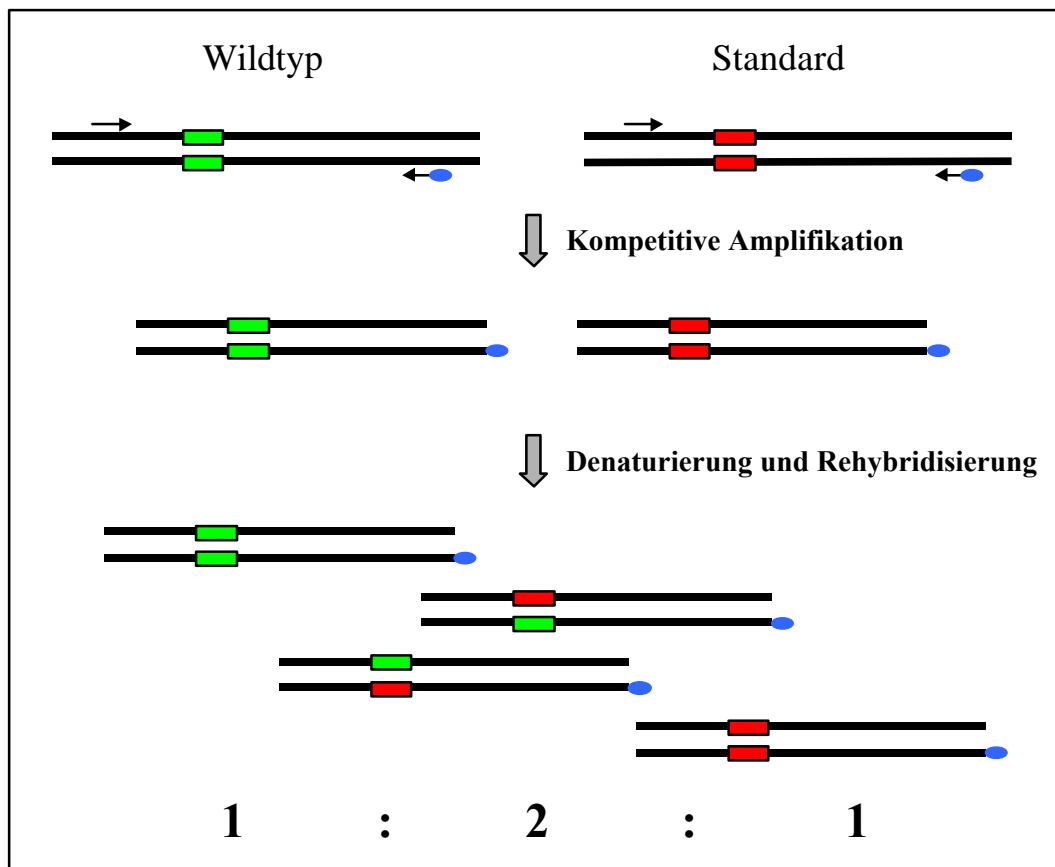 Wildtyp Standard
Kompetitive Amplifikation
Denaturierung und Rehybridisierung
1 : 2 : 1